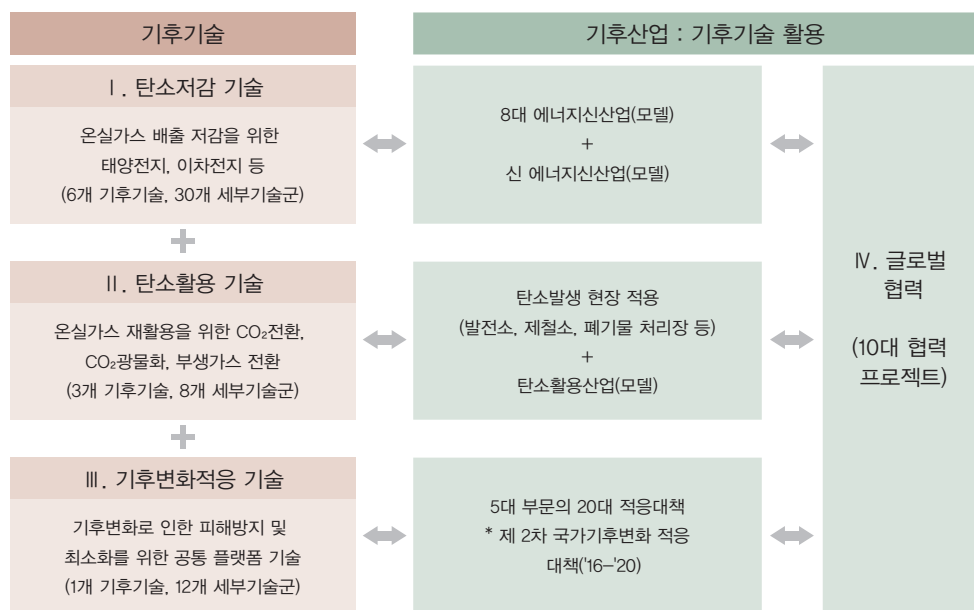 기후기술
기후산업 : 기후기술 활용
Ⅰ. 탄소저감 기술
온실가스 배출 저감을 위한
태양전지, 이차전지 등
(6개 기후기술, 30개 세부기술군)
8대 에너지신산업(모델)
+
신 에너지신산업(모델)
Ⅱ. 탄소활용 기술
온실가스 재활용을 위한 CO₂전환,
CO₂광물화, 부생가스 전환
(3개 기후기술, 8개 세부기술군)
탄소발생 현장 적용
(발전소, 제철소, 폐기물 처리장 등)
+
탄소활용산업(모델)
Ⅲ. 기후변화적응 기술
기후변화로 인한 피해방지 및
최소화를 위한 공통 플랫폼 기술
(1개 기후기술, 12개 세부기술군)
5대 부문의 20대 적응대책
* 제 2차 국가기후변화 적응
대책('16–'20)
Ⅳ. 글로벌
협력
(10대 협력
프로젝트)